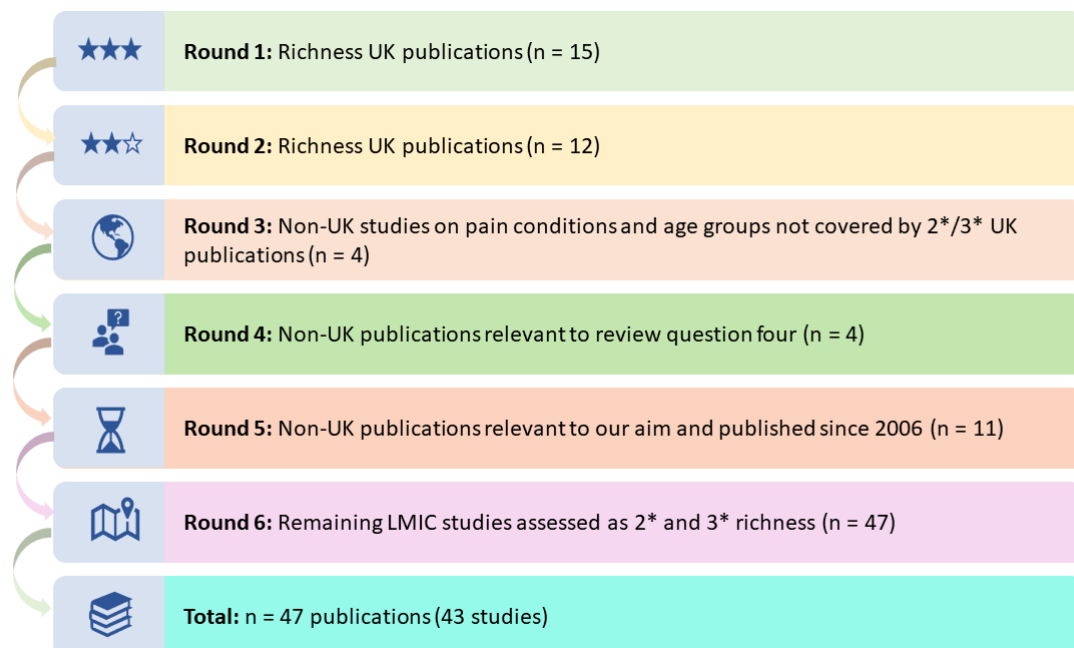 Round 1: Richness UK publications (n = 15)
Round 2: Richness UK publications (n = 12)
Round 3: Non-UK studies on pain conditions and age groups not covered by 2*/3* UK
publications (n = 4)
?
Round 4: Non-UK publications relevant to review question four (n = 4)
Round 5: Non-UK publications relevant to our aim and published since 2006 (n = 11)
Round 6: Remaining LMIC studies assessed as 2* and 3* richness (n = 47)
Total: n = 47 publications (43 studies)